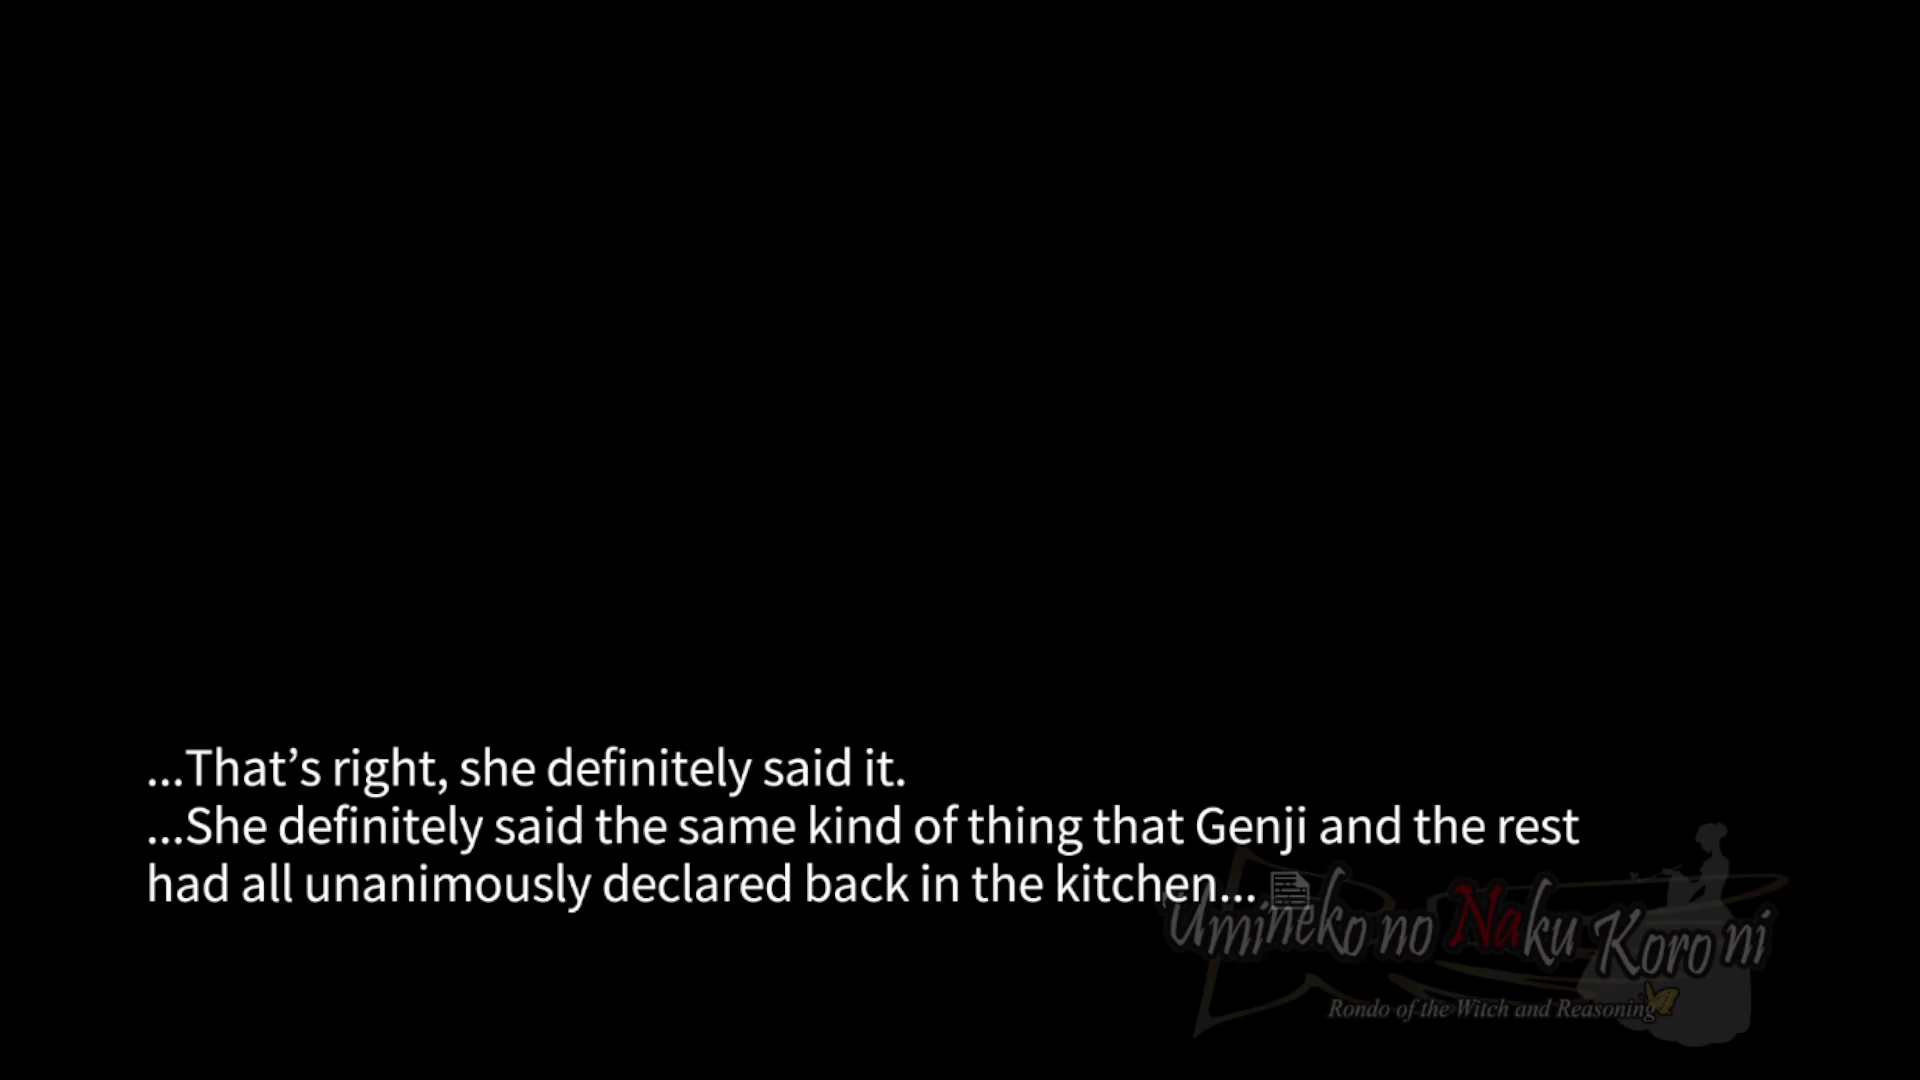 ...That’s right, she definitely said it.
...She definitely said the same kind of thing that Genji and the rest
had all unanimously declared back in the kitchen...
Umineko no Naku Koro ni
Rondo of the Witch and Reasoning